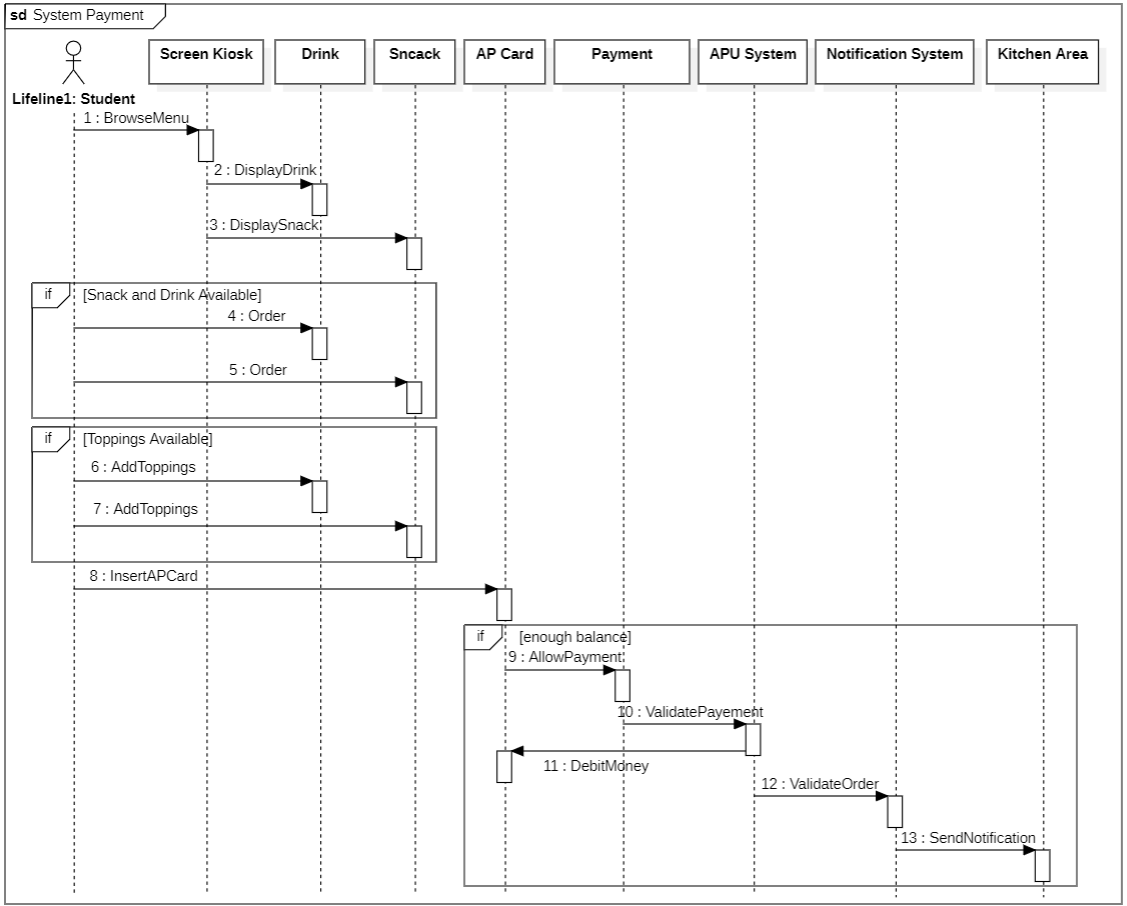 sd System Payment
Screen Kiosk
Drink
Sncack
AP Card
Payment
APU System
Notification System
Kitchen Area
Lifeline1: Student
1 : BrowseMenu
2 : DisplayDrink
3 : DisplaySnack
if [Snack and Drink Available]
4 : Order
5 : Order
if [Toppings Available]
6 : AddToppings
7 : AddToppings
8 : InsertAPCard
if [enough balance]
9 : AllowPayment
10 : ValidatePayement
11 : DebitMoney
12 : ValidateOrder
13 : SendNotification